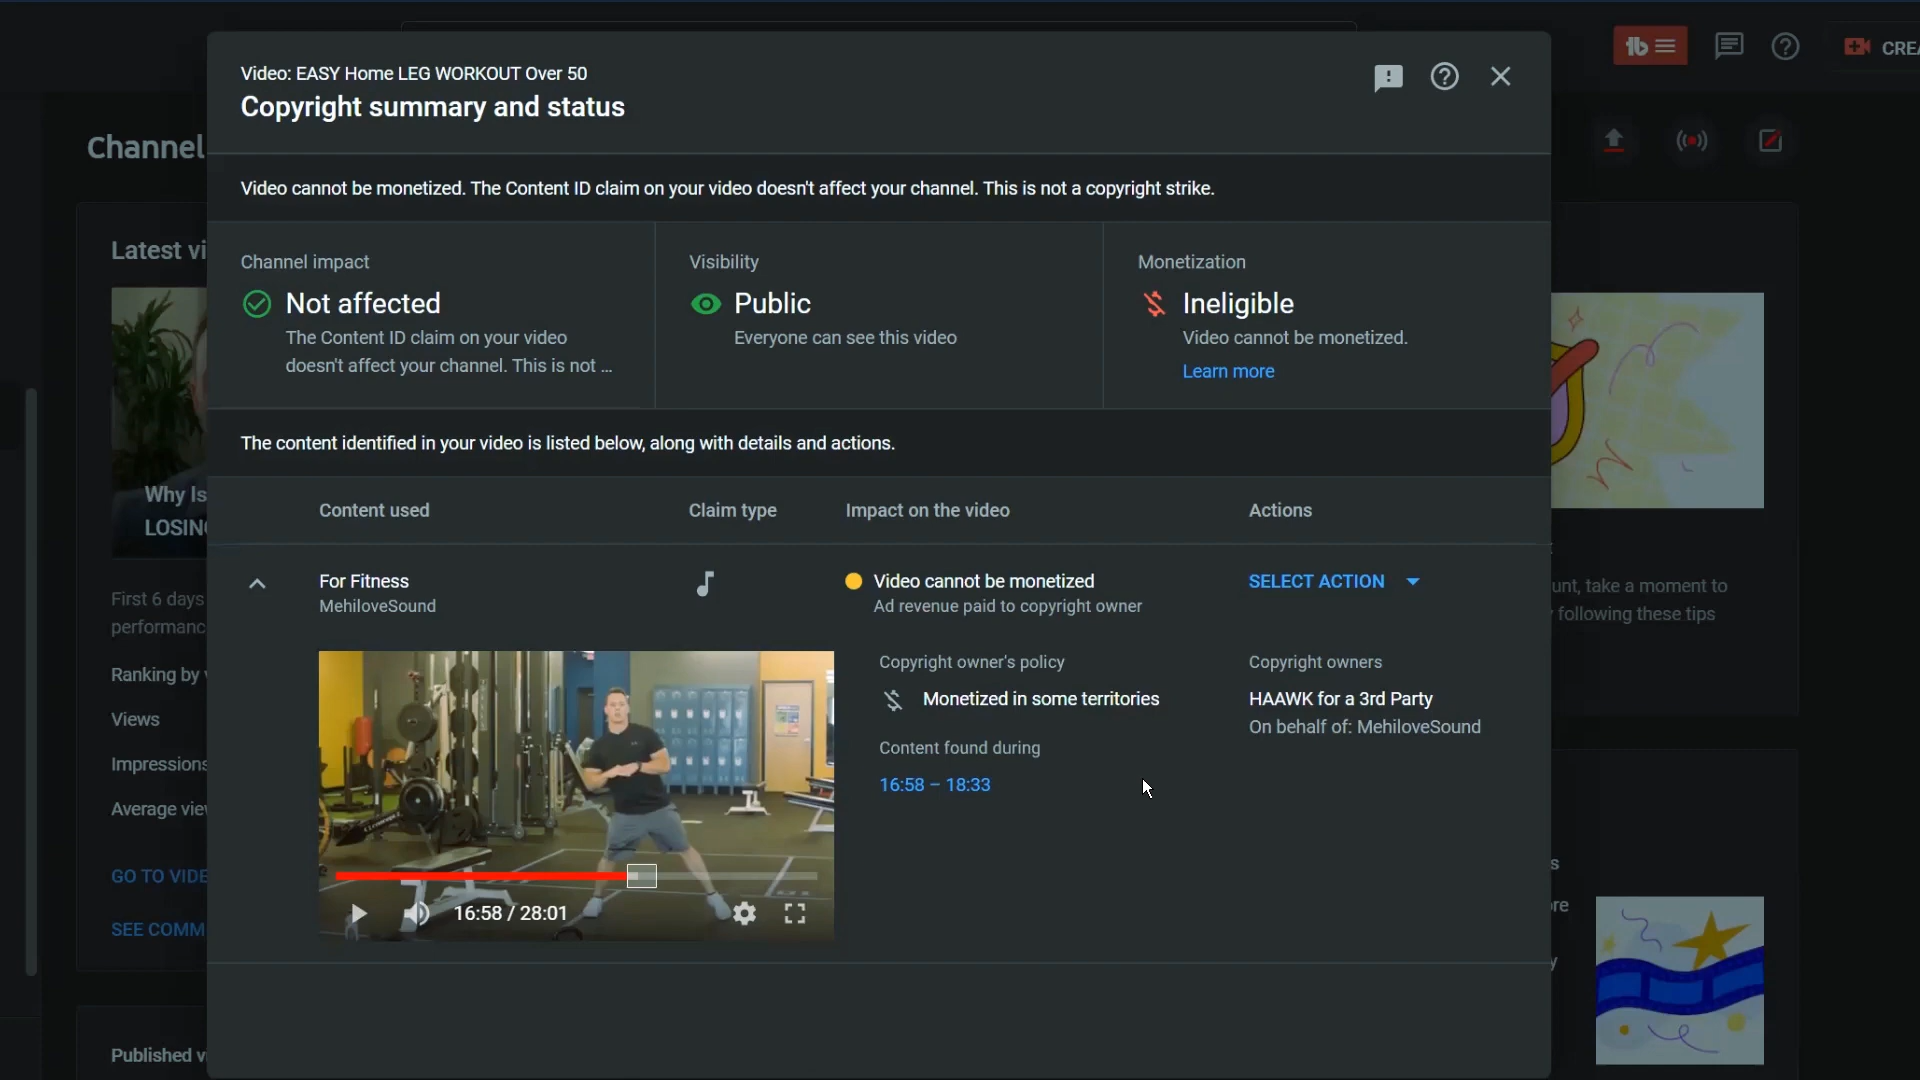 CREA
Video: EASY Home LEG WORKOUT Over 50
Copyright summary and status
Channel
Video cannot be monetized. The Content ID claim on your video doesn't affect your channel. This is not a copyright strike.
Latest vi
Channel impact
Not affected
The Content ID claim on your video
doesn't affect your channel. This is not ...
Visibility
Public
Everyone can see this video
Monetization
Ineligible
Video cannot be monetized.
Learn more
The content identified in your video is listed below, along with details and actions.
Why Is
LOSING
Content used
Claim type
Impact on the video
Actions
For Fitness
MehiloveSound
Video cannot be monetized
Ad revenue paid to copyright owner
SELECT ACTION
First 6 days
performanc
unt, take a moment to
following these tips
Copyright owner's policy
Monetized in some territories
Copyright owners
HAAWK for a 3rd Party
On behalf of: MehiloveSound
Content found during
16:58 – 18:33
Ranking by
Views
Impressions
Average vie
16:58 / 28:01
GO TO VIDE
SEE COMM
Published v